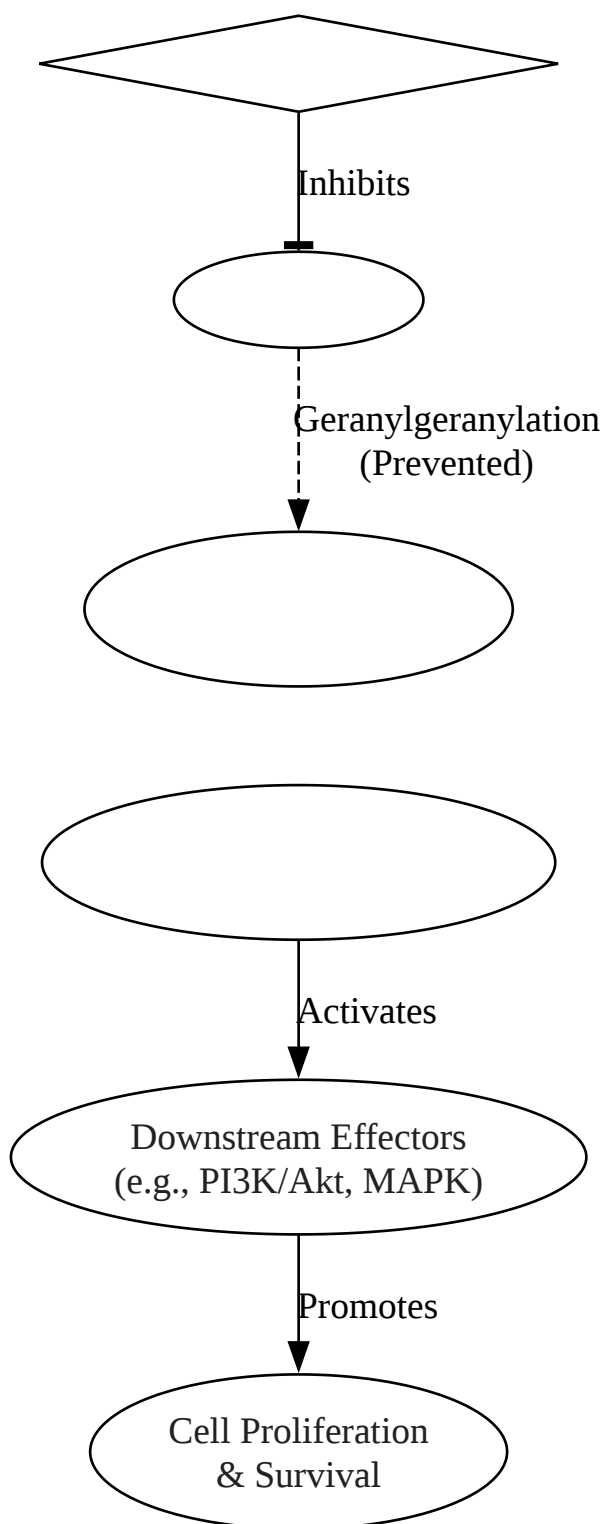 Inhibits
Geranylgeranylation
(Prevented)
Activates
Downstream Effectors
(e.g., PI3K/Akt, MAPK)
Promotes
Cell Proliferation
& Survival